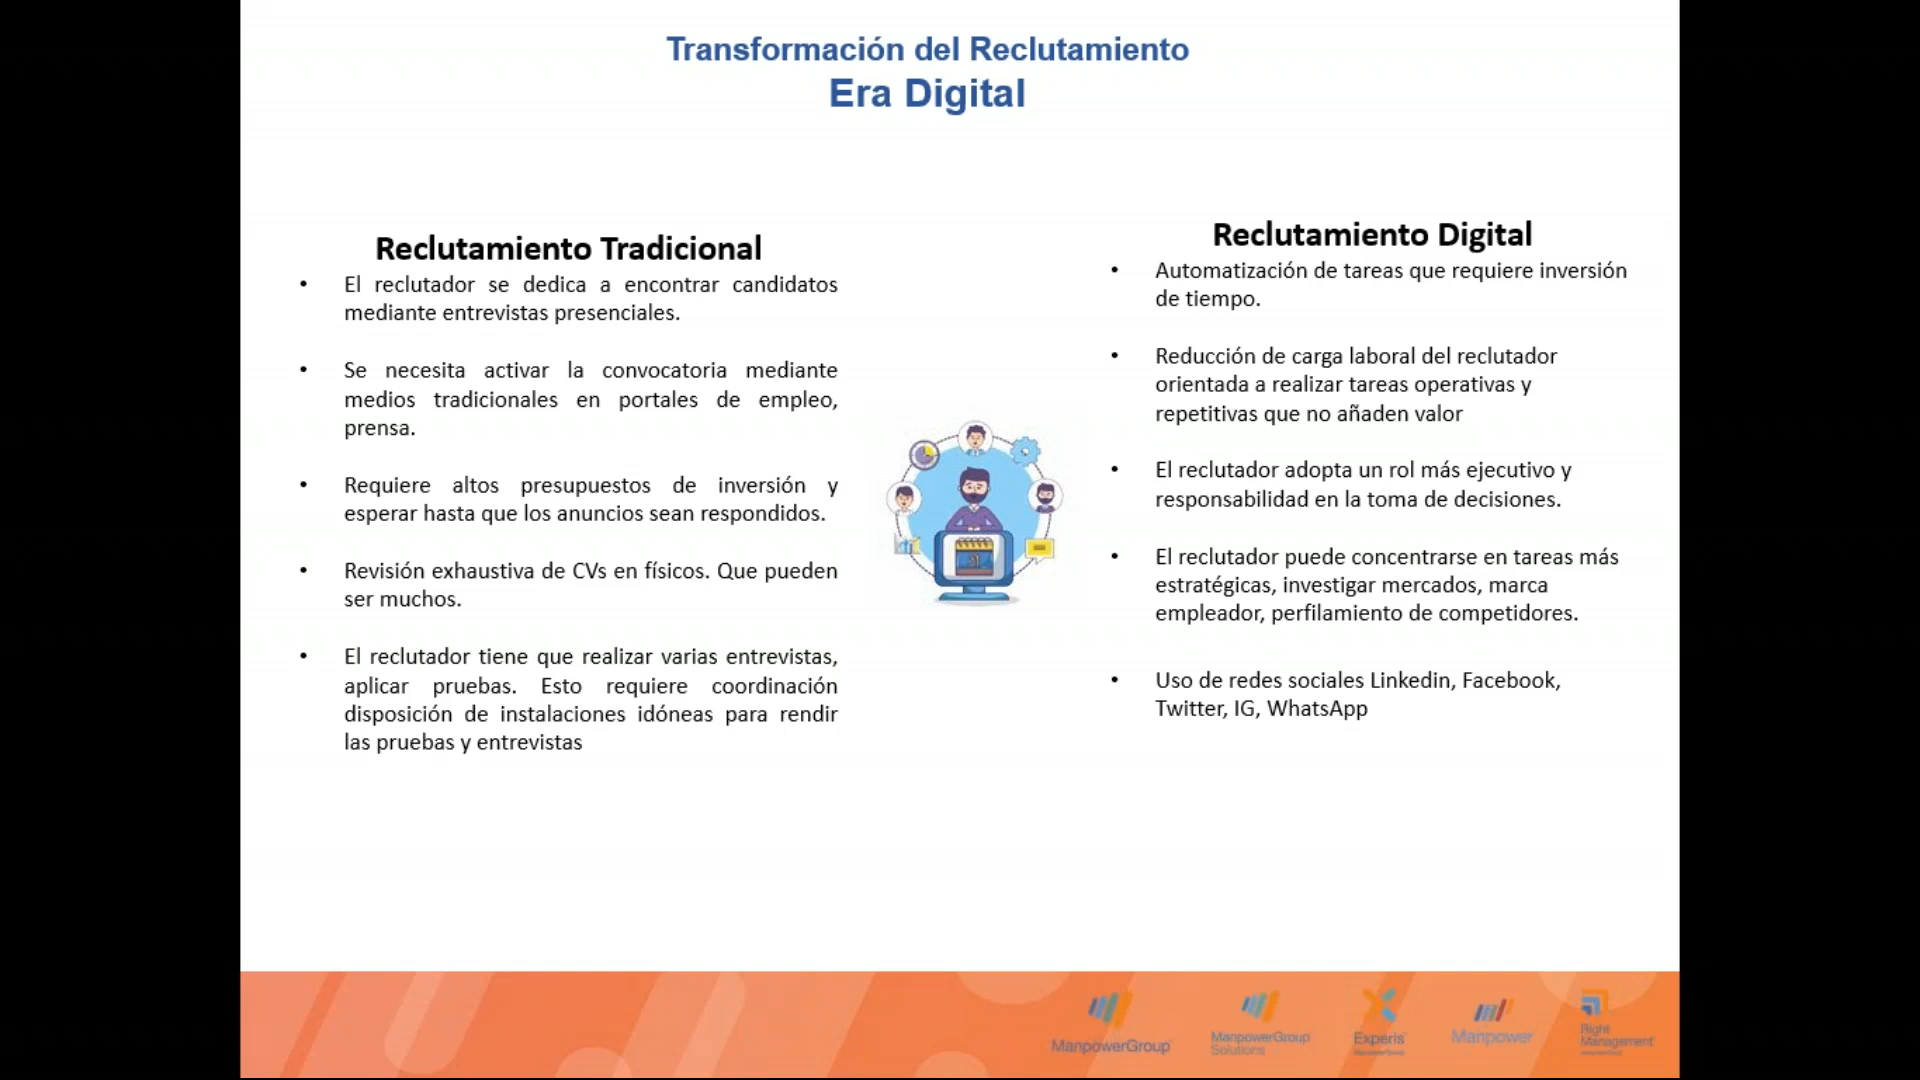 Transformación del Reclutamiento
Era Digital
Reclutamiento Tradicional
• El reclutador se dedica a encontrar candidatos
mediante entrevistas presenciales.
• Se necesita activar la convocatoria mediante
medios tradicionales en portales de empleo,
prensa.
• Requiere altos presupuestos de inversión y
esperar hasta que los anuncios sean respondidos.
• Revisión exhaustiva de CVs en físicos. Que pueden
ser muchos.
• El reclutador tiene que realizar varias entrevistas,
aplicar pruebas. Esto requiere coordinación
disposición de instalaciones idóneas para rendir
las pruebas y entrevistas
Reclutamiento Digital
• Automatización de tareas que requiere inversión
de tiempo.
• Reducción de carga laboral del reclutador
orientada a realizar tareas operativas y
repetitivas que no añaden valor
• El reclutador adopta un rol más ejecutivo y
responsabilidad en la toma de decisiones.
• El reclutador puede concentrarse en tareas más
estratégicas, investigar mercados, marca
empleador, perfilamiento de competidores.
• Uso de redes sociales Linkedin, Facebook,
Twitter, IG, WhatsApp
ManpowerGroup
ManpowerGroup
Solutions
Experis
ManpowerGroup
Manpower
Right
Management